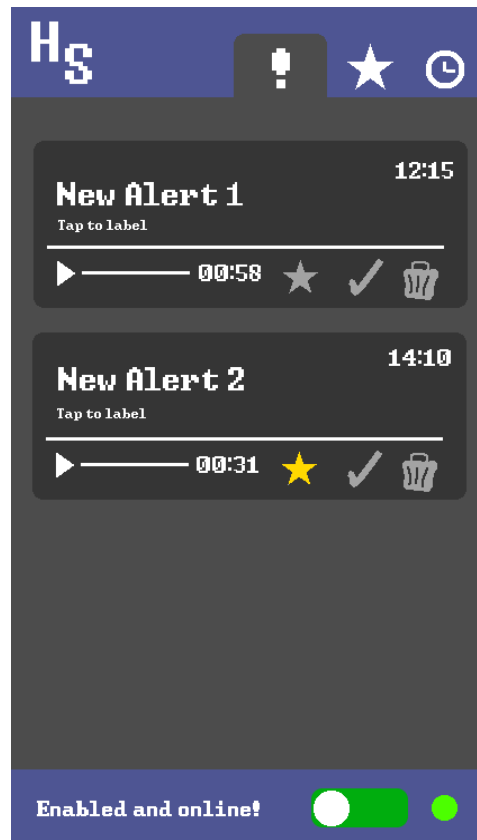 HS
!
12:15
New Alert 1
Tap to label
00:58
14:10
New Alert 2
Tap to label
00:31
Enabled and online!